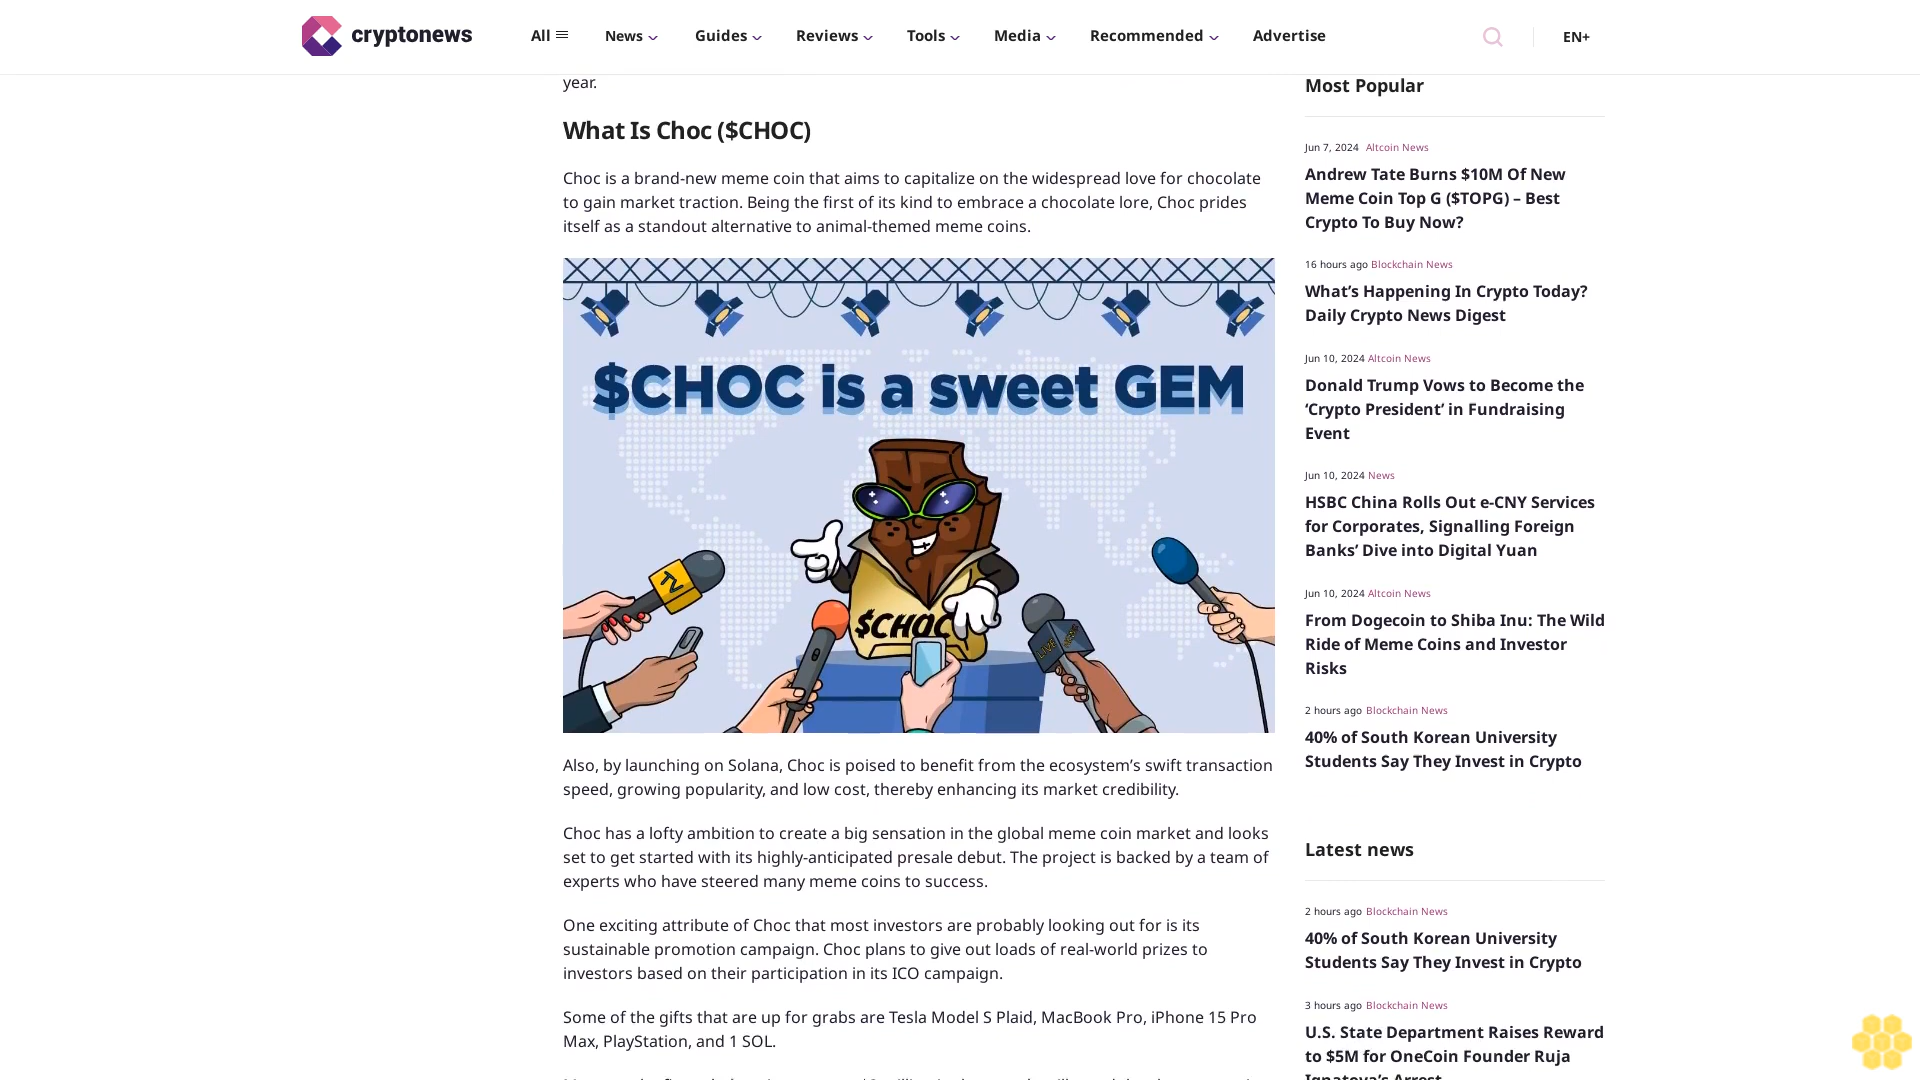 cryptonews
All
News
Guides
Reviews
Tools
Media
Recommended
Advertise
EN+
year.
What Is Choc ($CHOC)
Choc is a brand-new meme coin that aims to capitalize on the widespread love for chocolate
to gain market traction. Being the first of its kind to embrace a chocolate lore, Choc prides
itself as a standout alternative to animal-themed meme coins.
$CHOC is a sweet GEM
TV
$CHOC
LIVE
Also, by launching on Solana, Choc is poised to benefit from the ecosystem’s swift transaction
speed, growing popularity, and low cost, thereby enhancing its market credibility.
Choc has a lofty ambition to create a big sensation in the global meme coin market and looks
set to get started with its highly-anticipated presale debut. The project is backed by a team of
experts who have steered many meme coins to success.
One exciting attribute of Choc that most investors are probably looking out for is its
sustainable promotion campaign. Choc plans to give out loads of real-world prizes to
investors based on their participation in its ICO campaign.
Some of the gifts that are up for grabs are Tesla Model S Plaid, MacBook Pro, iPhone 15 Pro
Max, PlayStation, and 1 SOL.
Most Popular
Jun 7, 2024 Altcoin News
Andrew Tate Burns $10M Of New
Meme Coin Top G ($TOPG) – Best
Crypto To Buy Now?
16 hours ago Blockchain News
What’s Happening In Crypto Today?
Daily Crypto News Digest
Jun 10, 2024 Altcoin News
Donald Trump Vows to Become the
‘Crypto President’ in Fundraising
Event
Jun 10, 2024 News
HSBC China Rolls Out e-CNY Services
for Corporates, Signalling Foreign
Banks’ Dive into Digital Yuan
Jun 10, 2024 Altcoin News
From Dogecoin to Shiba Inu: The Wild
Ride of Meme Coins and Investor
Risks
2 hours ago Blockchain News
40% of South Korean University
Students Say They Invest in Crypto
Latest news
2 hours ago Blockchain News
40% of South Korean University
Students Say They Invest in Crypto
3 hours ago Blockchain News
U.S. State Department Raises Reward
to $5M for OneCoin Founder Ruja
Ignatova’s Arrest